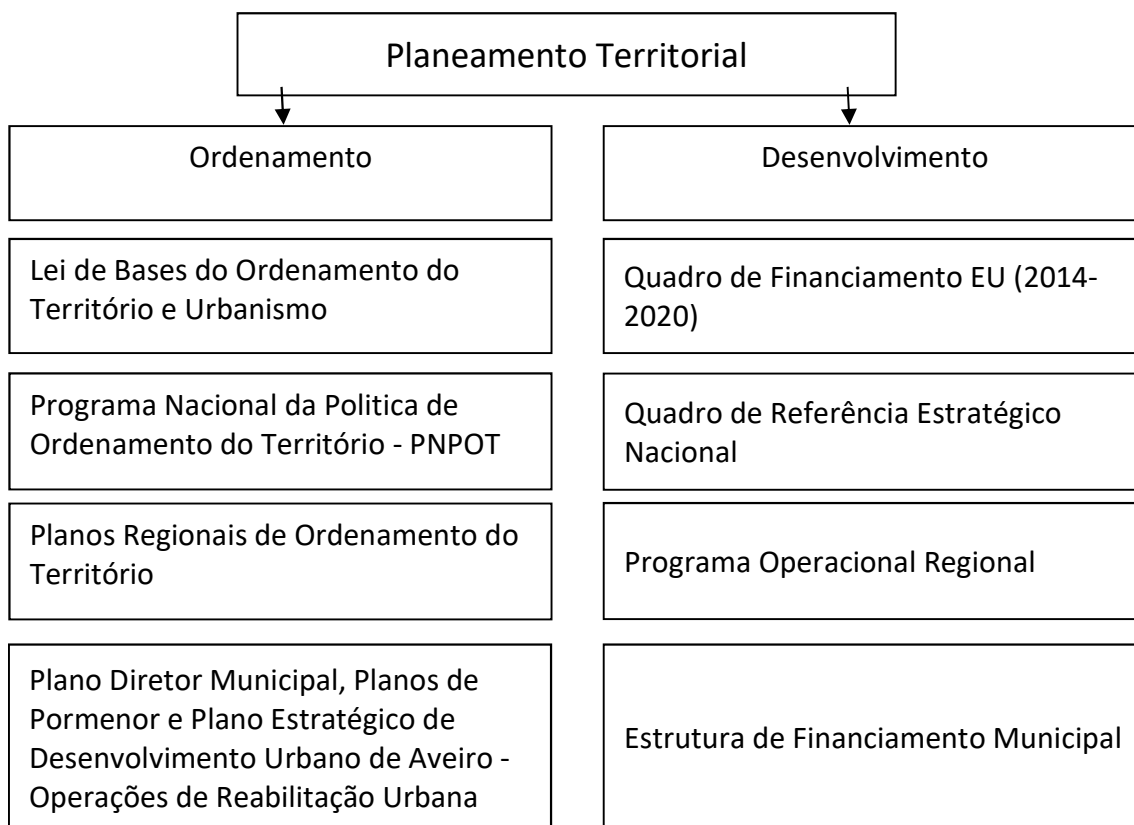 Planeamento Territorial
Ordenamento
Desenvolvimento
Lei de Bases do Ordenamento do
Território e Urbanismo
Quadro de Financiamento EU (2014-
2020)
Programa Nacional da Politica de
Ordenamento do Território - PNPOT
Quadro de Referência Estratégico
Nacional
Planos Regionais de Ordenamento do
Território
Programa Operacional Regional
Plano Diretor Municipal, Planos de
Pormenor e Plano Estratégico de
Desenvolvimento Urbano de Aveiro -
Operações de Reabilitação Urbana
Estrutura de Financiamento Municipal